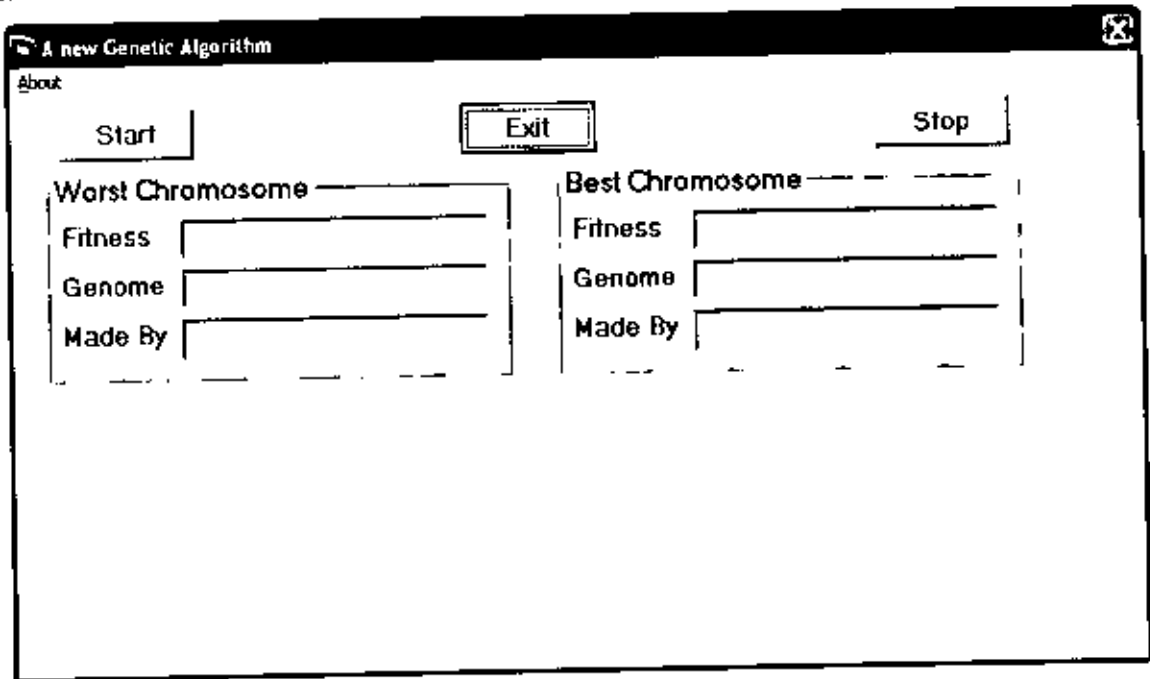 A new Genetic Algorithm
About
Start Exit Stop
Worst Chromosome Best Chromosome
Fitness Fitness
Genome Genome
Made By Made By